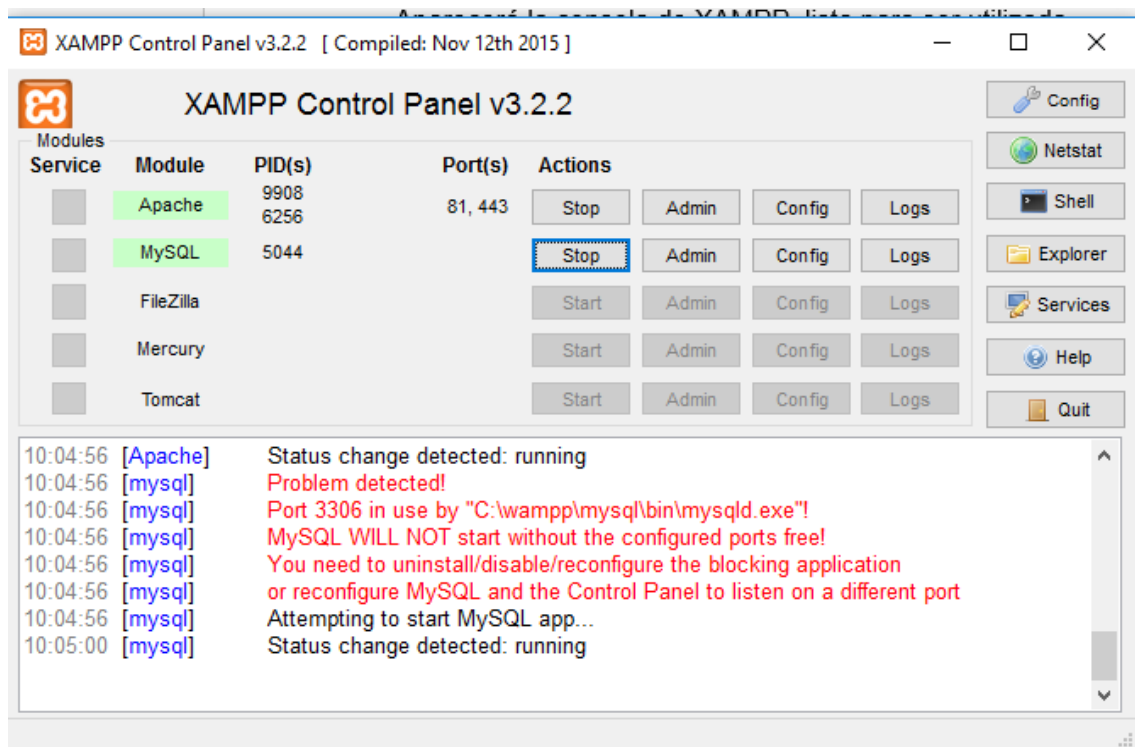 XAMPP Control Panel v3.2.2 [ Compiled: Nov 12th 2015 ]
XAMPP Control Panel v3.2.2
Config
Modules
Service Module PID(s) Port(s) Actions
Netstat
Apache 9908 6256 81, 443 Stop Admin Config Logs
Shell
MySQL 5044 Stop Admin Config Logs
Explorer
FileZilla Start Admin Config Logs
Services
Mercury Start Admin Config Logs
Help
Tomcat Start Admin Config Logs
Quit
10:04:56 [Apache] Status change detected: running
10:04:56 [mysql] Problem detected!
10:04:56 [mysql] Port 3306 in use by "C:\wampp\mysql\bin\mysqld.exe"!
10:04:56 [mysql] MySQL WILL NOT start without the configured ports free!
10:04:56 [mysql] You need to uninstall/disable/reconfigure the blocking application
10:04:56 [mysql] or reconfigure MySQL and the Control Panel to listen on a different port
10:04:56 [mysql] Attempting to start MySQL app...
10:05:00 [mysql] Status change detected: running